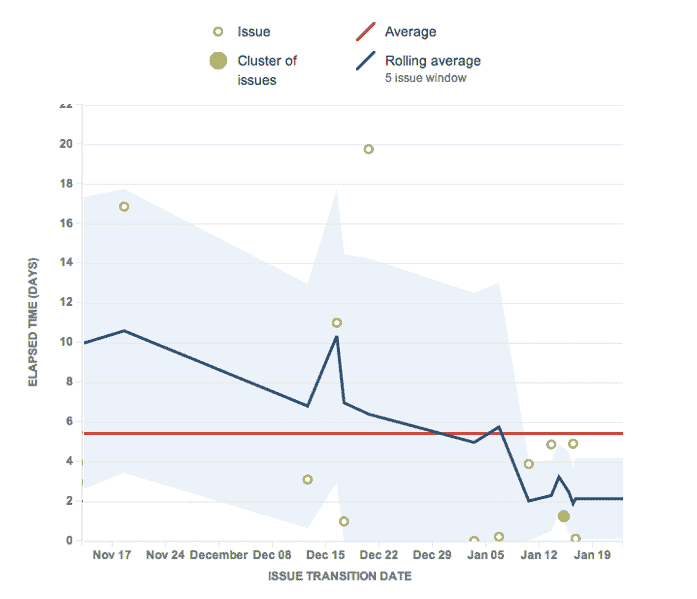 Issue
Average
Cluster of issues
Rolling average
5 issue window
22
20
18
16
14
12
10
8
6
4
2
0
ELAPSED TIME (DAYS)
Nov 17 Nov 24 December Dec 08 Dec 15 Dec 22 Dec 29 Jan 05 Jan 12 Jan 19
ISSUE TRANSITION DATE